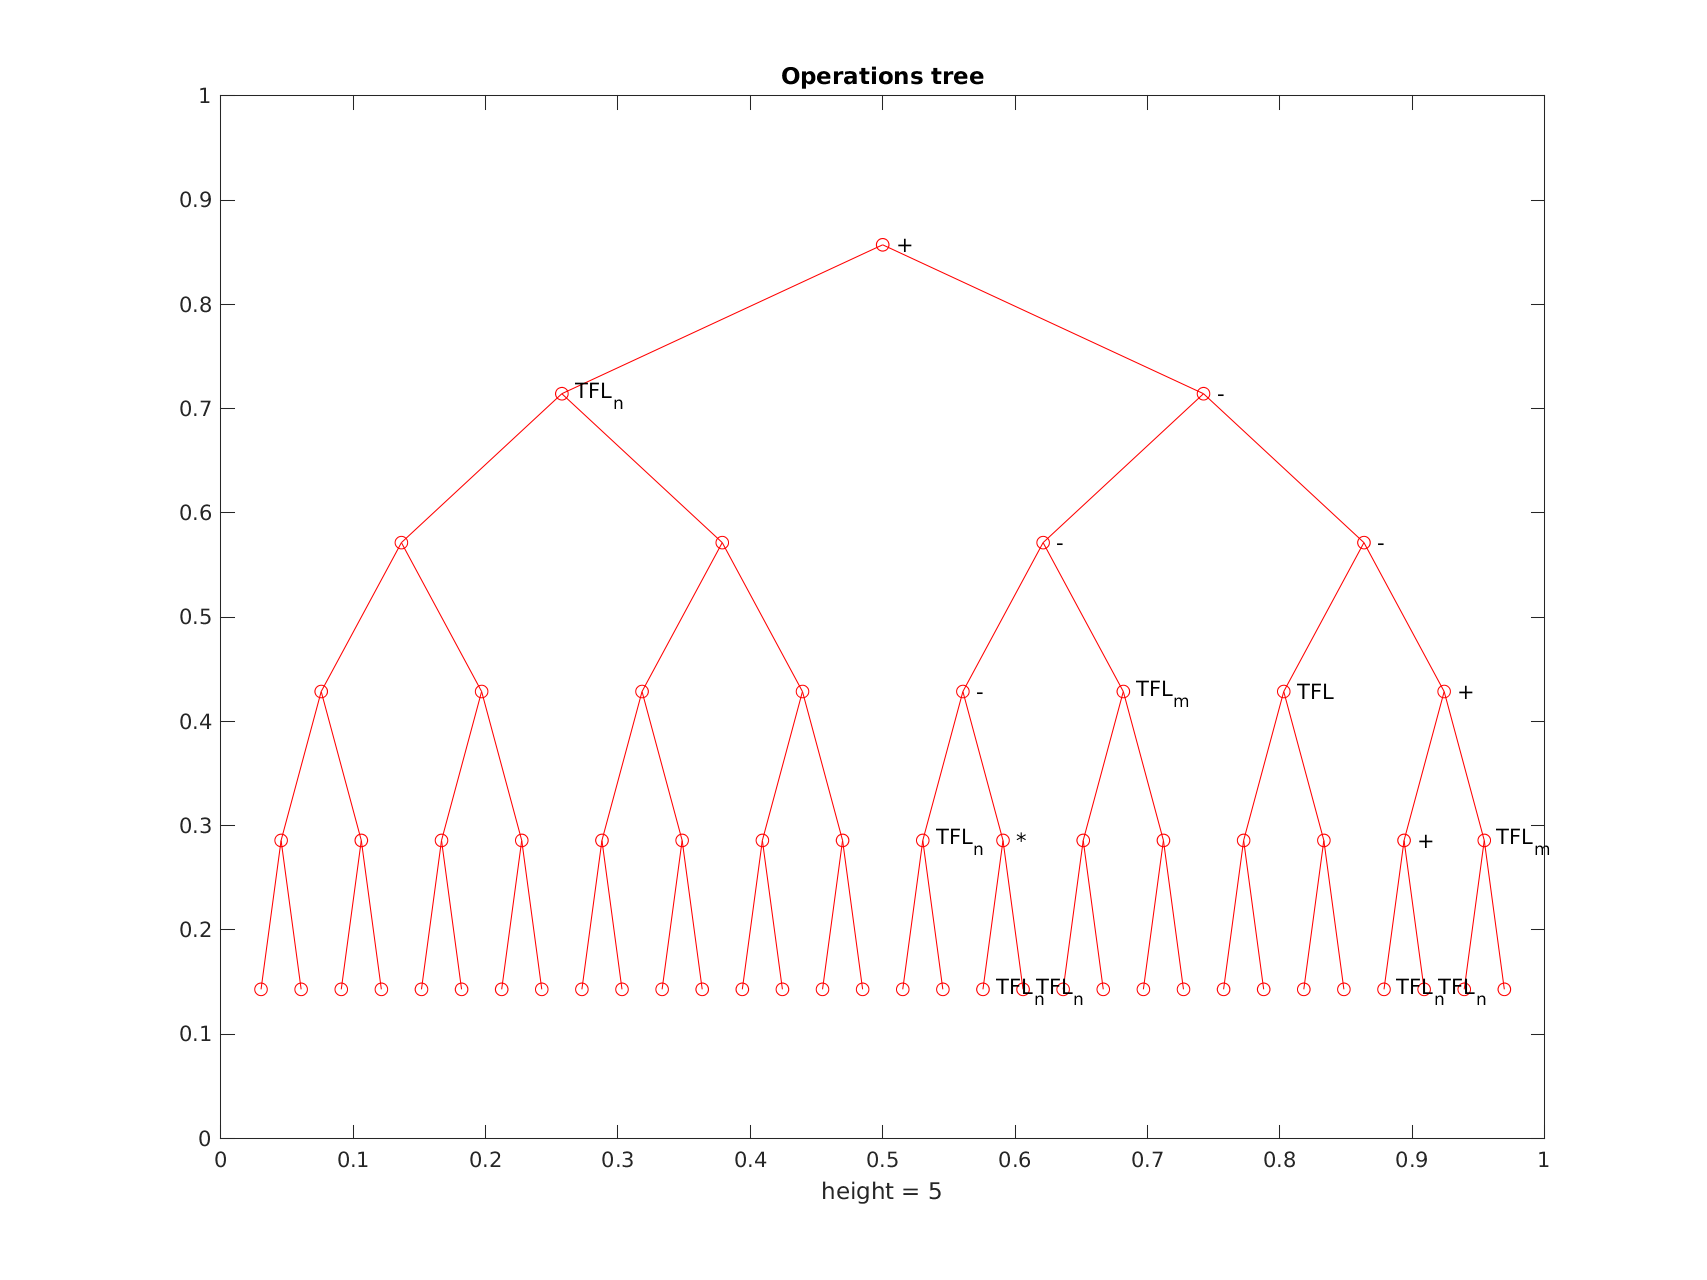 Operations tree
1
0.9
+
0.8
TFLn -
0.7
0.6
- -
0.5
- TFLm TFL +
0.4
0.3
TFLn * + TFLm
0.2
TFLn TFLn TFLn TFLn
0.1
0
0 0.1 0.2 0.3 0.4 0.5 0.6 0.7 0.8 0.9 1
height = 5